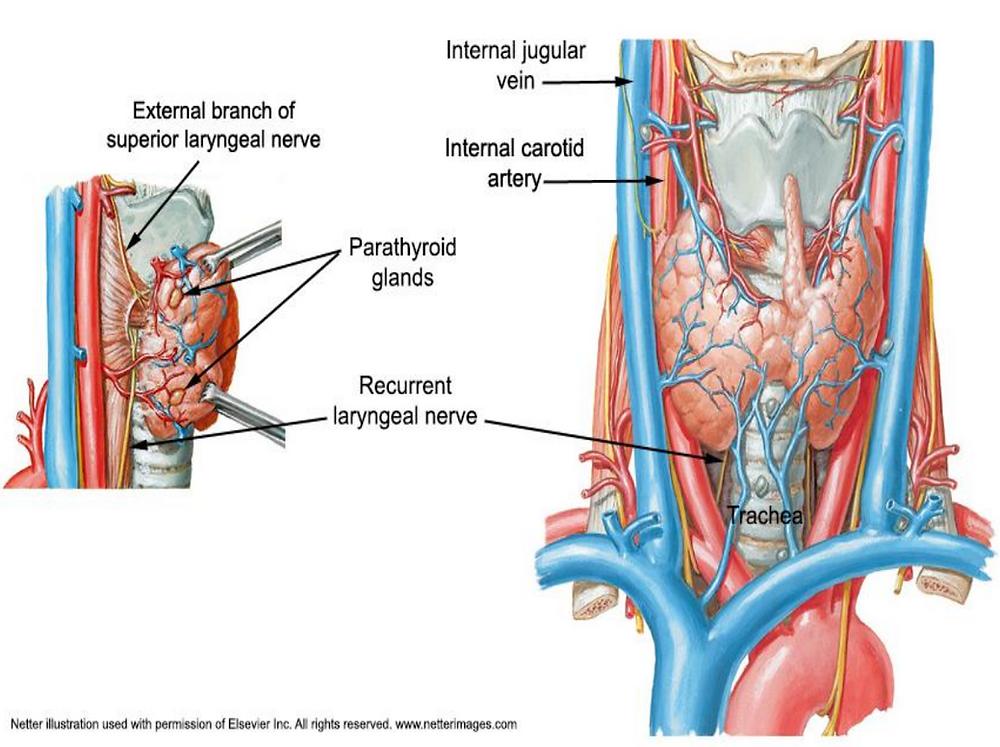 Internal jugular
vein
External branch of
superior laryngeal nerve
Internal carotid
artery
Parathyroid
glands
Recurrent
laryngeal nerve
Trachea
Netter illustration used with permission of Elsevier Inc. All rights reserved. www.netterimages.com